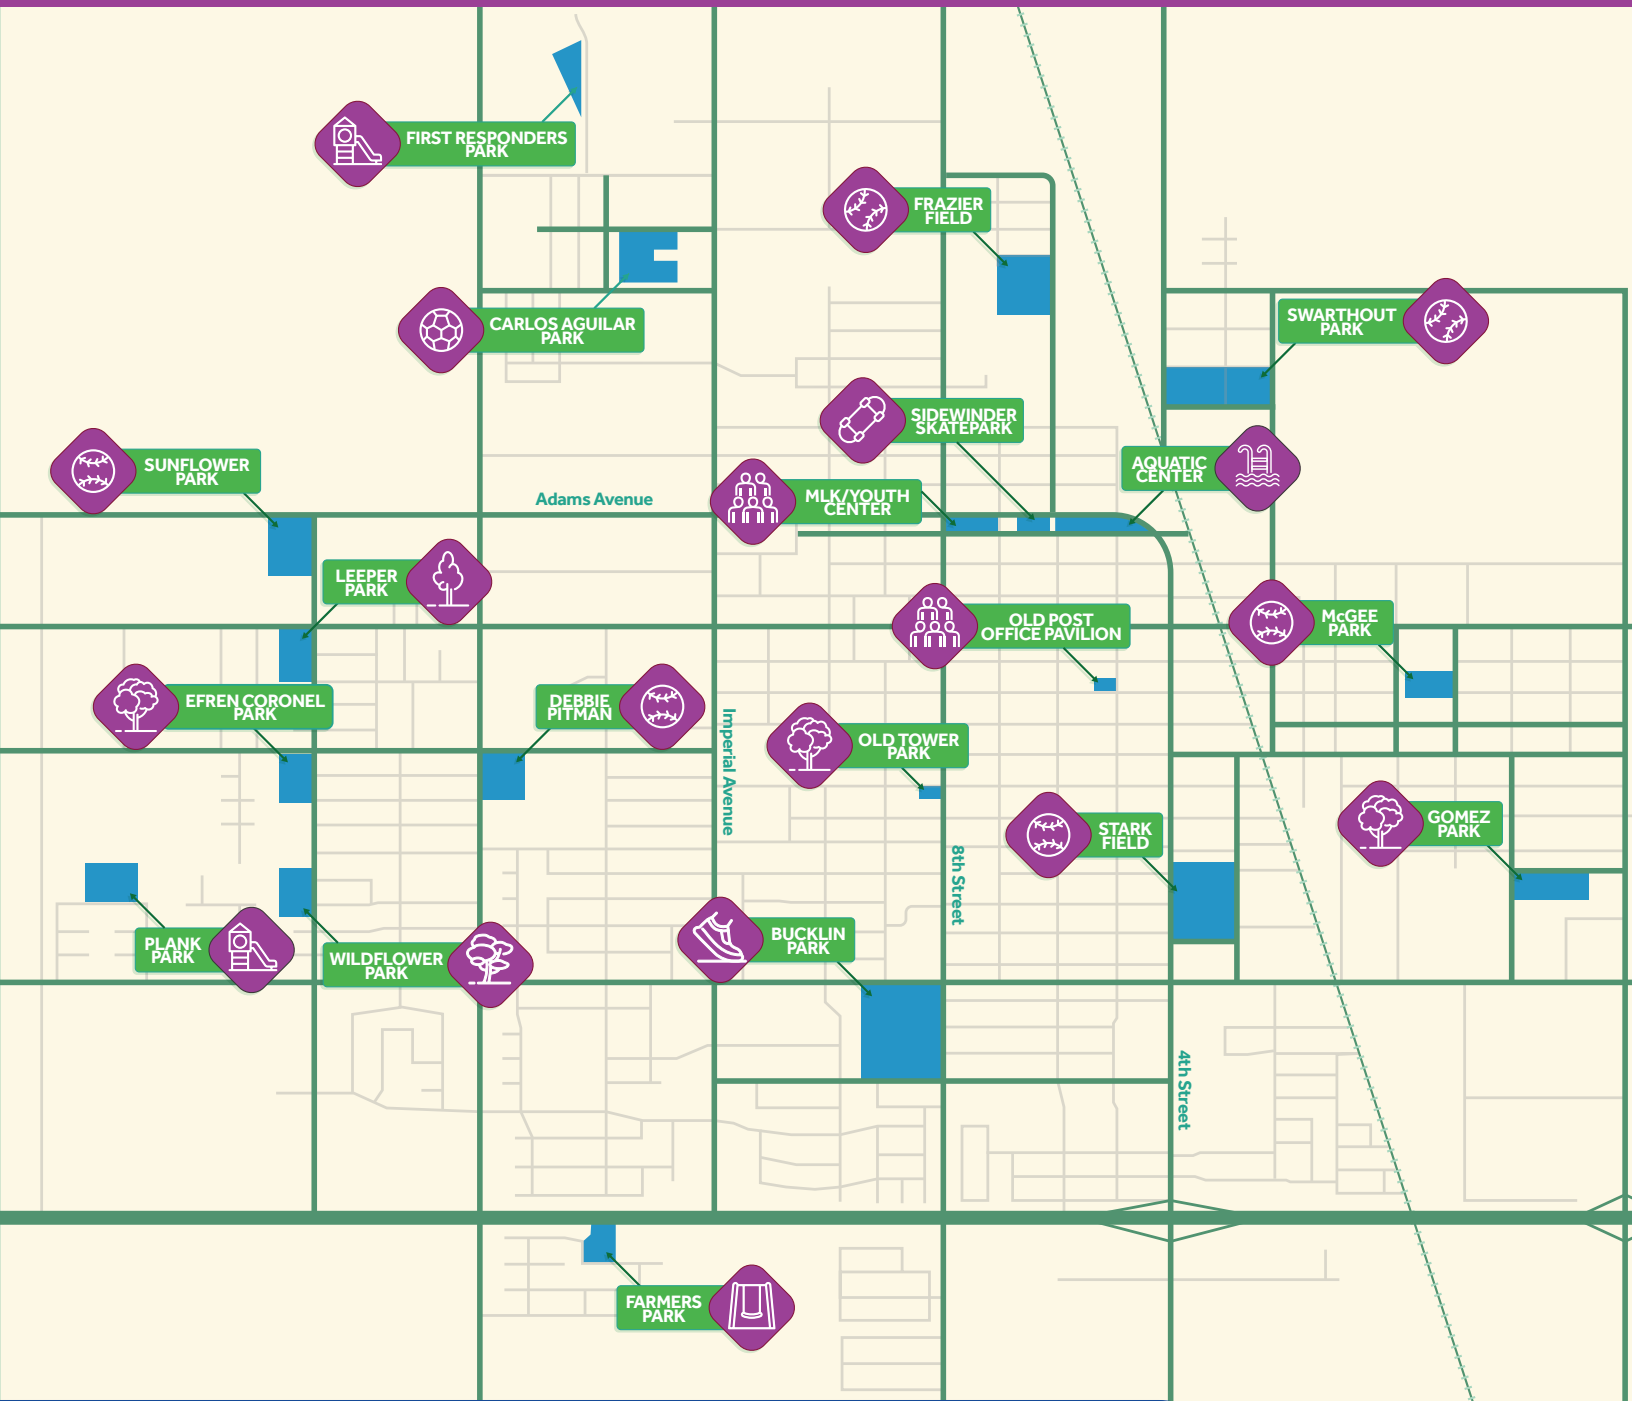 FIRST RESPONDERS
PARK
FRAZIER
FIELD
CARLOS AGUILAR
PARK
SWARTHOUT
PARK
SIDEWINDER
SKATEPARK
AQUATIC
CENTER
SUNFLOWER
PARK
Adams Avenue
MLK/YOUTH
CENTER
LEEPER
PARK
OLD POST
OFFICE PAVILION
McGEE
PARK
EFREN CORONEL
PARK
DEBBIE
PITMAN
Imperial Avenue
OLD TOWER
PARK
STARK
FIELD
GOMEZ
PARK
8th Street
PLANK
PARK
WILDFLOWER
PARK
BUCKLIN
PARK
4th Street
FARMERS
PARK